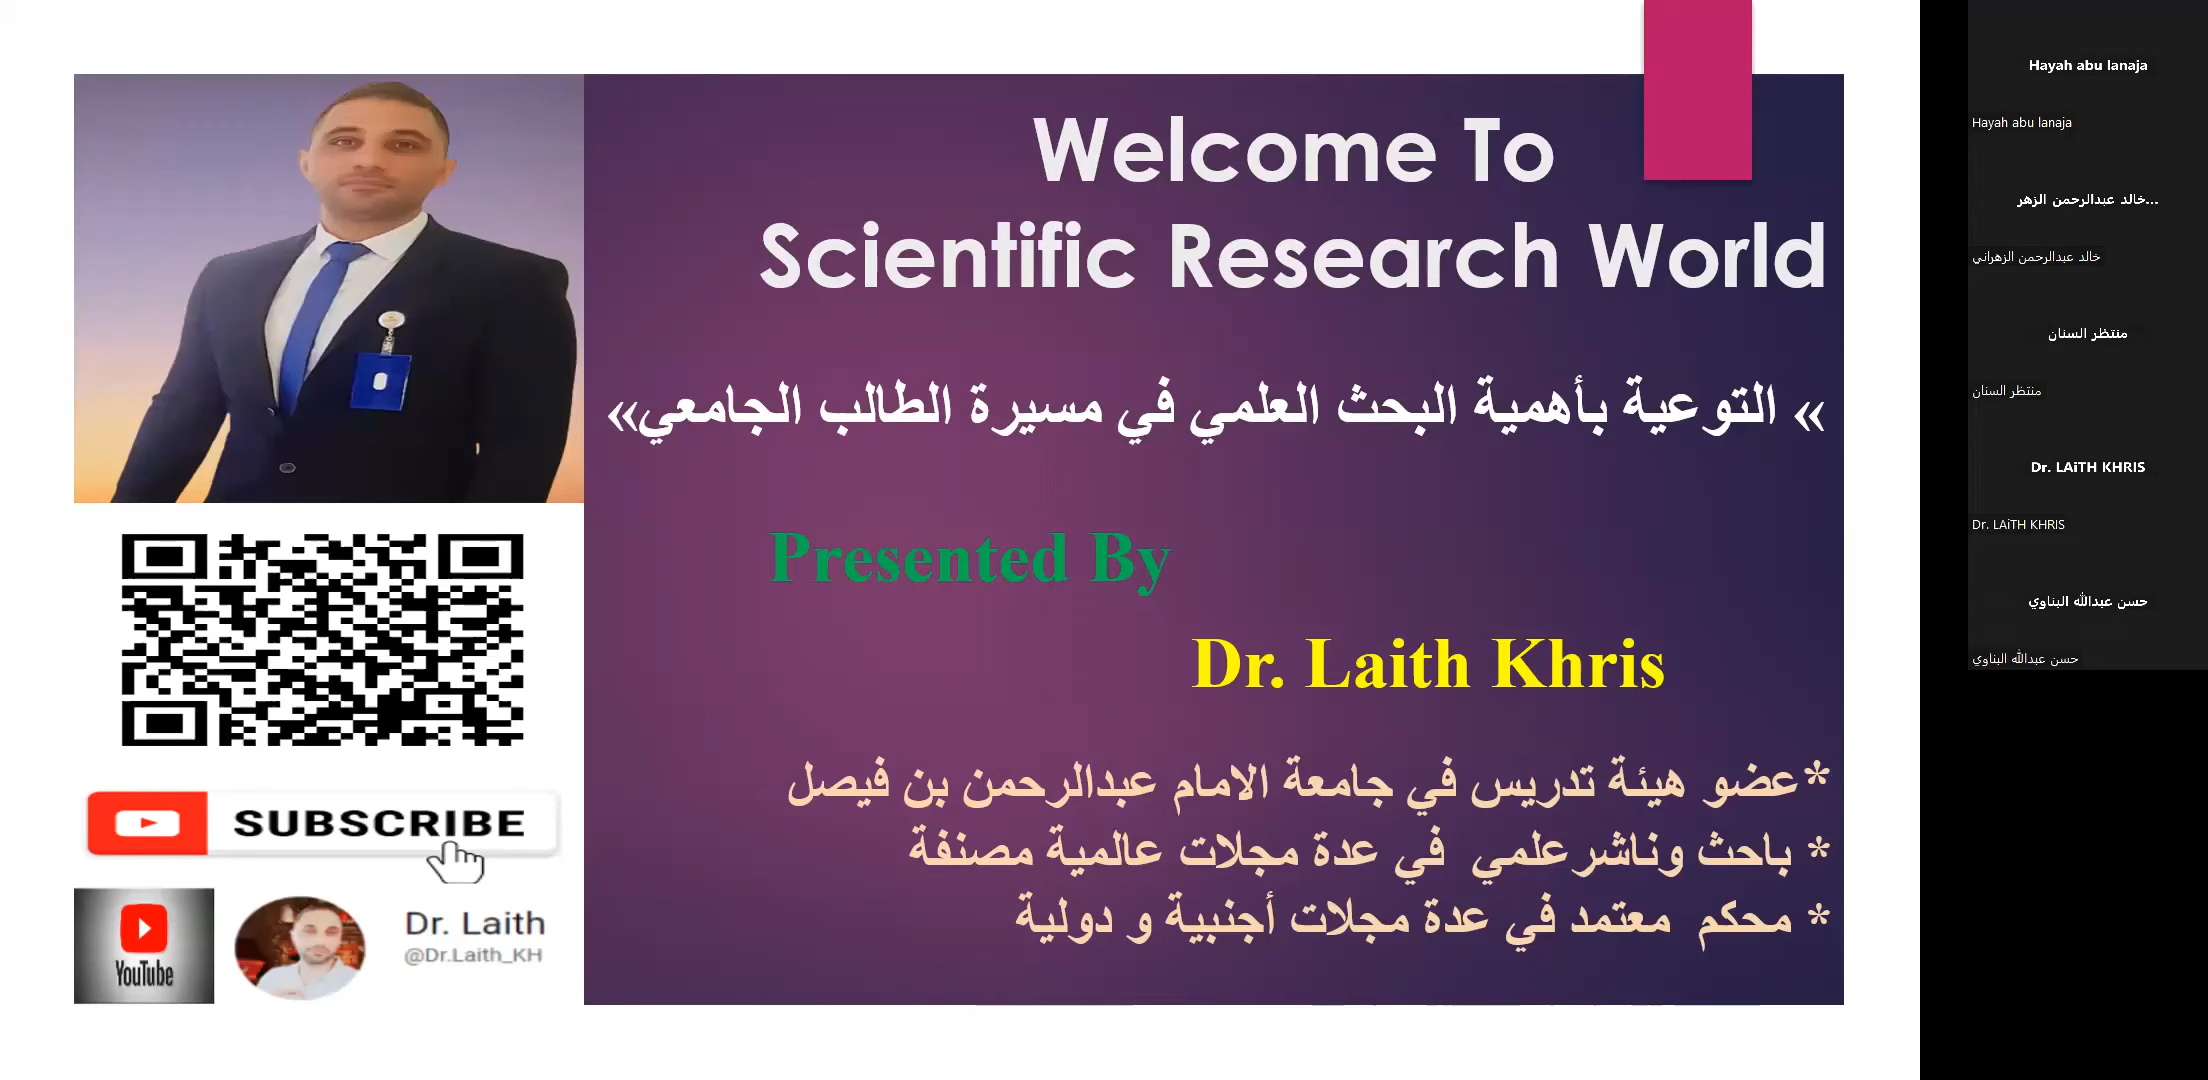 Welcome To
Scientific Research World
» التوعية بأهمية البحث العلمي في مسيرة الطالب الجامعي«
Presented By
Dr. Laith Khris
*عضو هيئة تدريس في جامعة الامام عبدالرحمن بن فيصل
* باحث وناشرعلمي في عدة مجلات عالمية مصنفة
* محكم معتمد في عدة مجلات أجنبية و دولية
SUBSCRIBE
YouTube
Dr. Laith
@Dr.Laith_KH
Hayah abu lanaja
Hayah abu lanaja
خالد عبدالرحمن الزهر...
خالد عبدالرحمن الزهراني
منتظر السنان
منتظر السنان
Dr. LAiTH KHRIS
Dr. LAiTH KHRIS
حسن عبدالله البناوي
حسن عبدالله البناوي